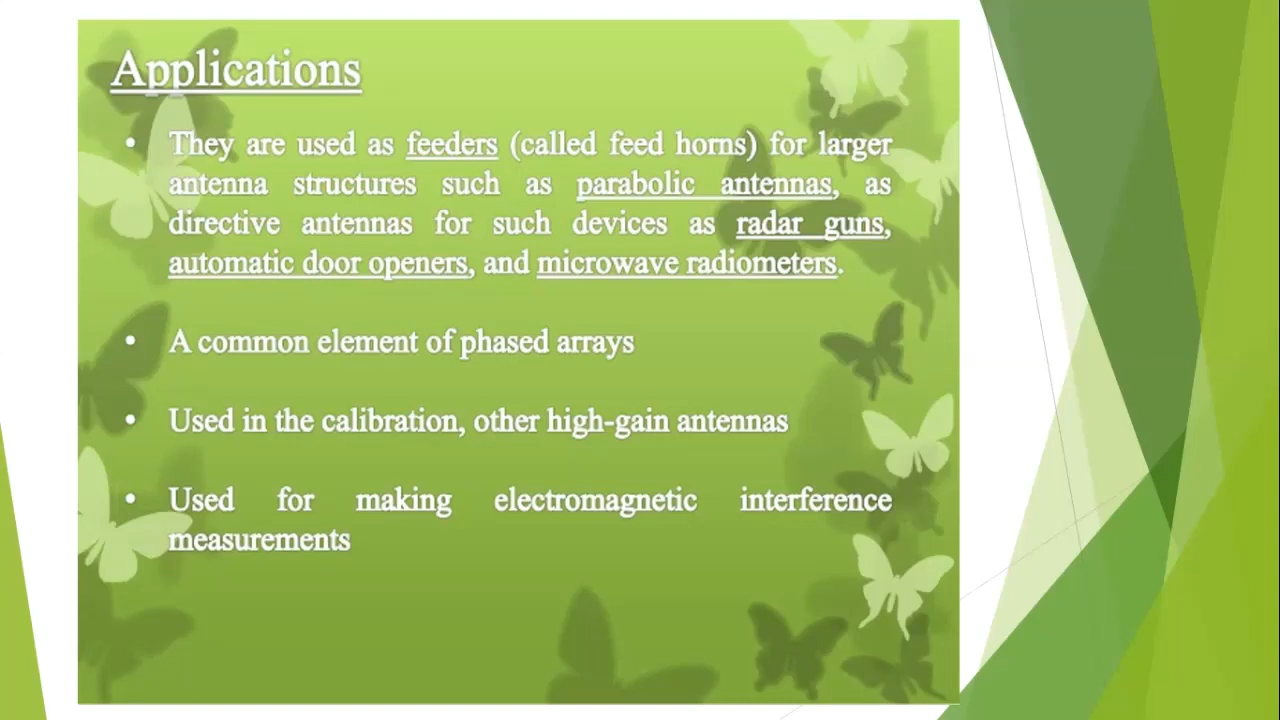 Applications
• They are used as feeders (called feed horns) for larger
antenna structures such as parabolic antennas, as
directive antennas for such devices as radar guns,
automatic door openers, and microwave radiometers.
• A common element of phased arrays
• Used in the calibration, other high-gain antennas
• Used for making electromagnetic interference
measurements